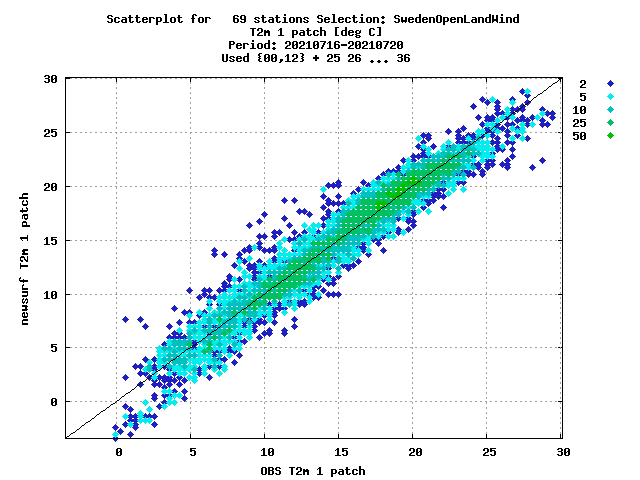 Scatterplot for   69 stations Selection: SwedenOpenLandWind
T2m 1 patch [deg C]
Period: 20210716-20210720
Used {00,12} + 25 26 ... 36
30
25
20
15
10
5
0
newsurf T2m 1 patch
0 5 10 15 20 25 30
OBS T2m 1 patch
2
5
10
25
50